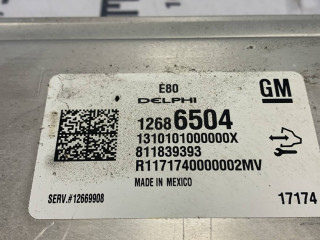 E80
DELPHI
GM
12686504
1310101000000X
811839393
R1171740000002MV
MADE IN MEXICO
SERV.#12669908
17174